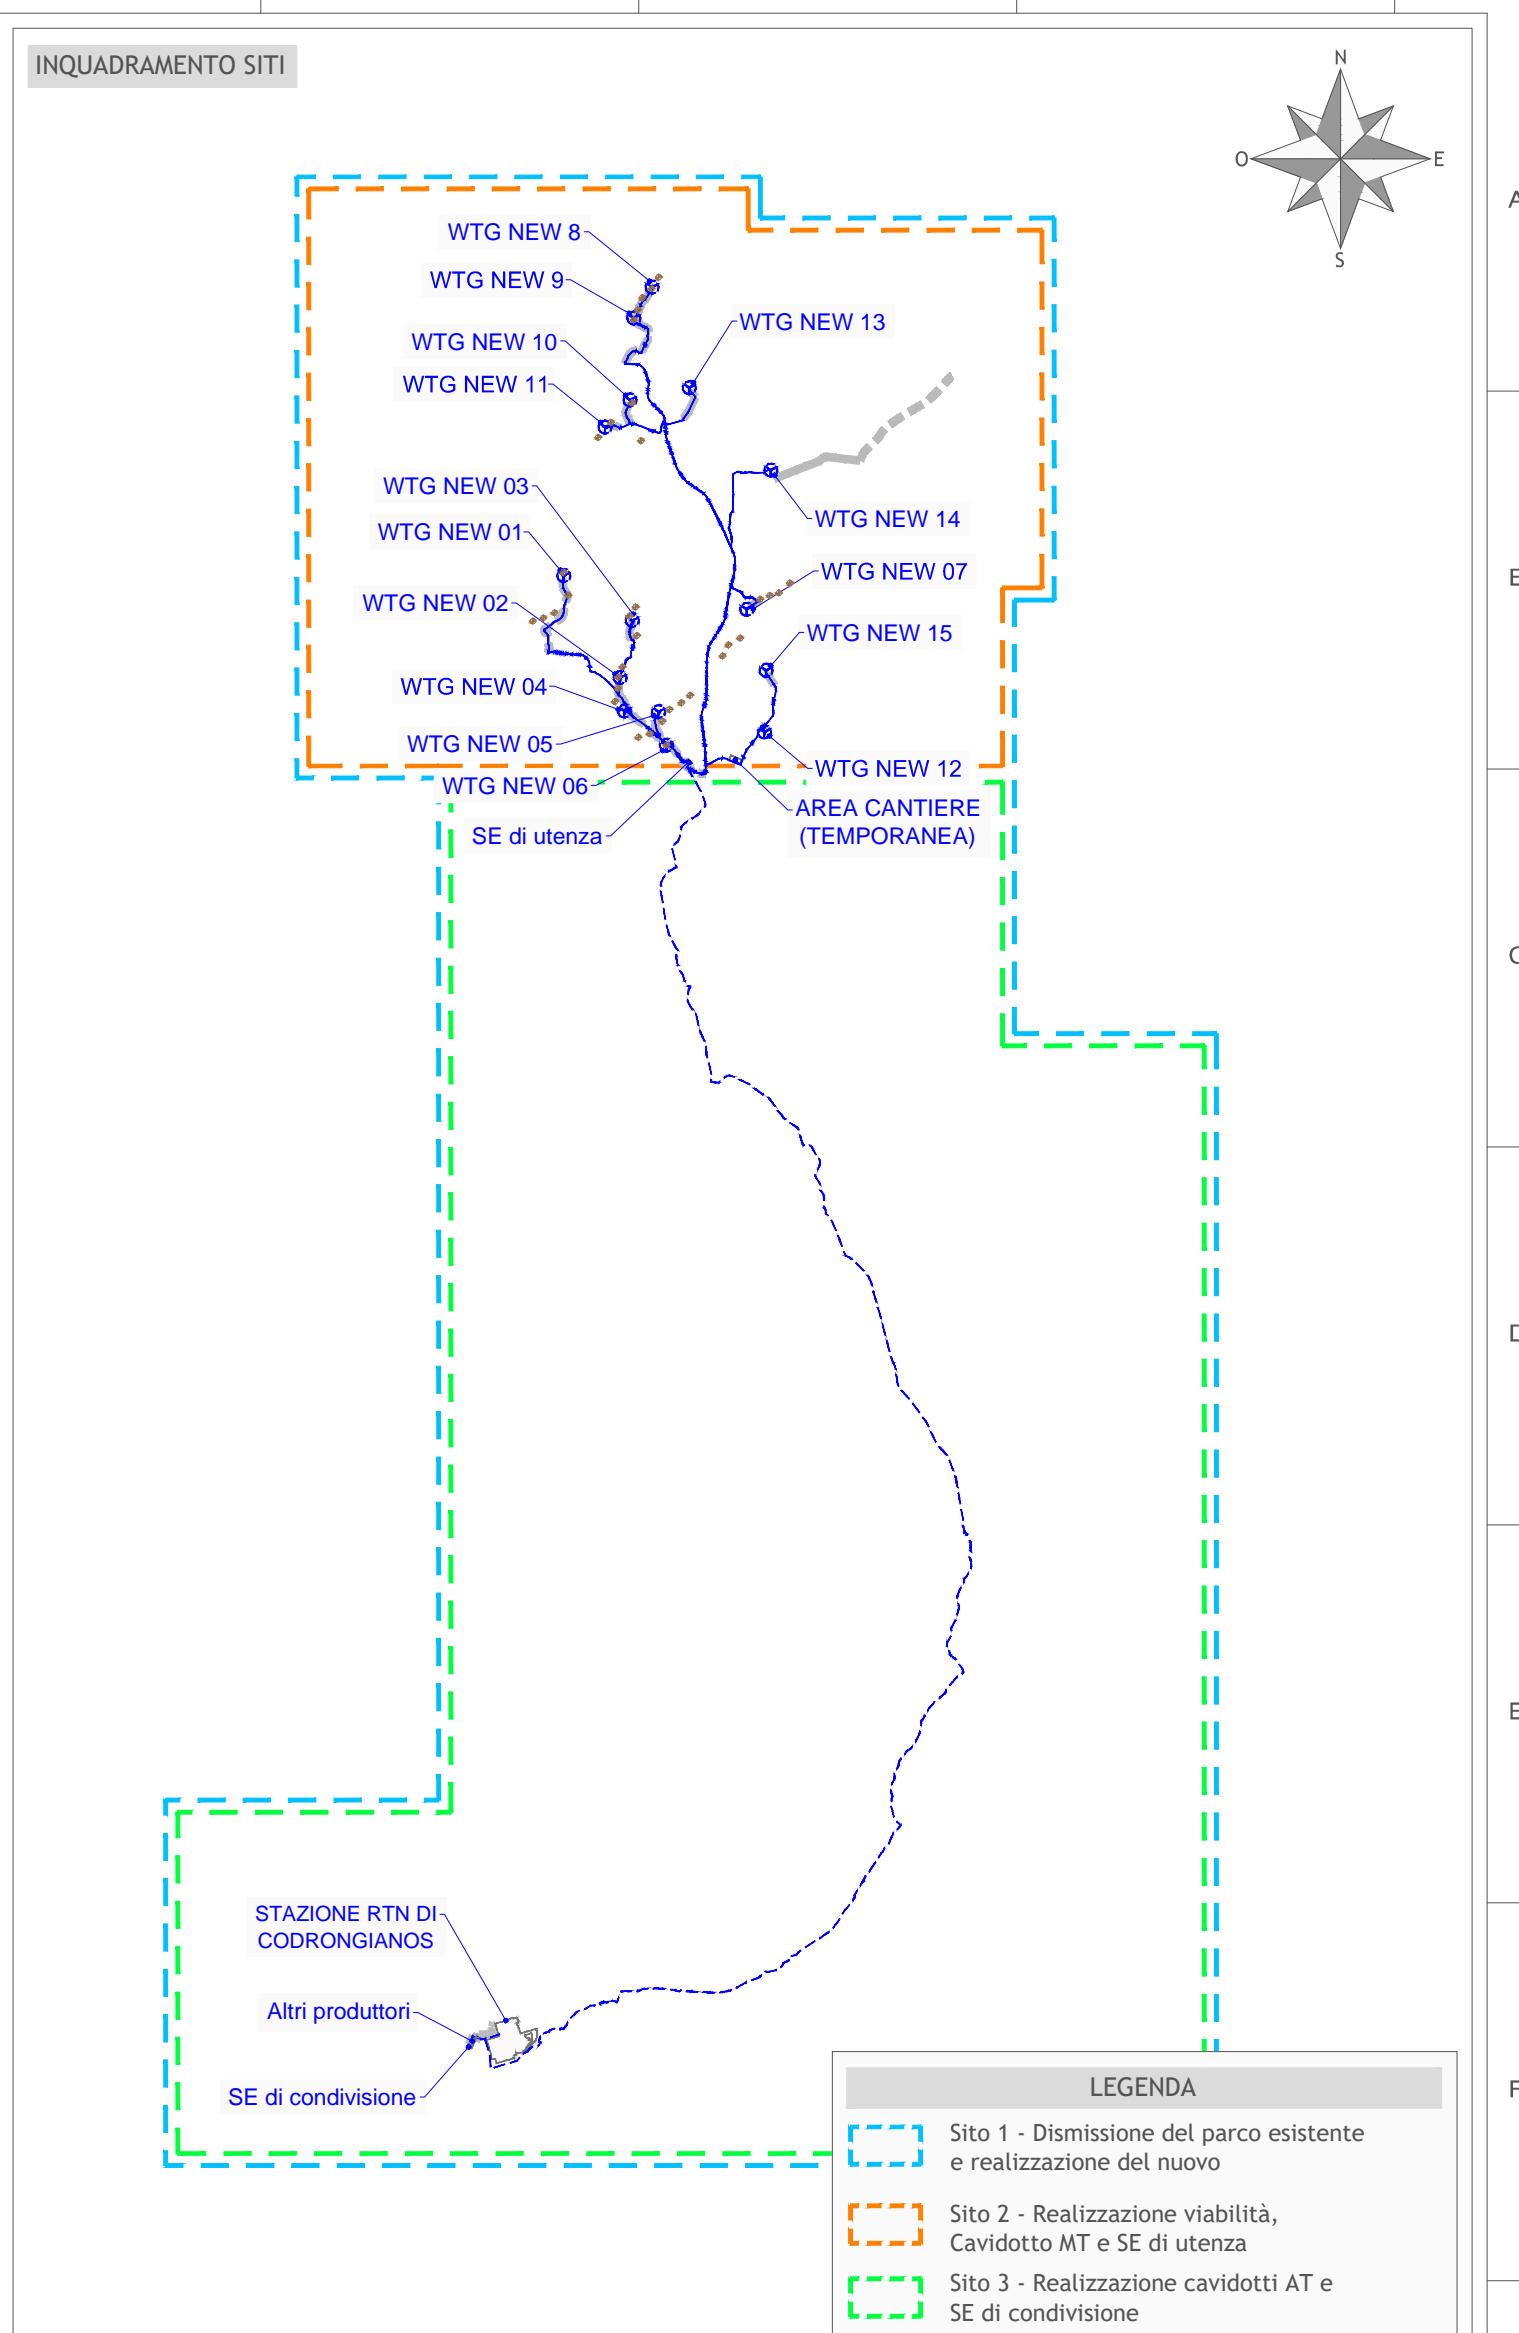 INQUADRAMENTO SITI
N
O
E
S
A
WTG NEW 8
WTG NEW 9
WTG NEW 13
WTG NEW 10
WTG NEW 11
WTG NEW 03
WTG NEW 14
WTG NEW 01
WTG NEW 07
WTG NEW 02
WTG NEW 15
WTG NEW 04
WTG NEW 05
WTG NEW 12
WTG NEW 06
AREA CANTIERE
(TEMPORANEA)
SE di utenza
STAZIONE RTN DI
CODRONGIANOS
Altri produttori
SE di condivisione
F
LEGENDA
Sito 1 - Dismissione del parco esistente
e realizzazione del nuovo
Sito 2 - Realizzazione viabilità,
Cavidotto MT e SE di utenza
Sito 3 - Realizzazione cavidotti AT e
SE di condivisione